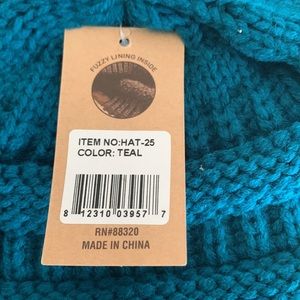 FUZZY LINING INSIDE
ITEM NO:HAT-25
COLOR: TEAL
8 12310 03957 7
RN#88320
MADE IN CHINA